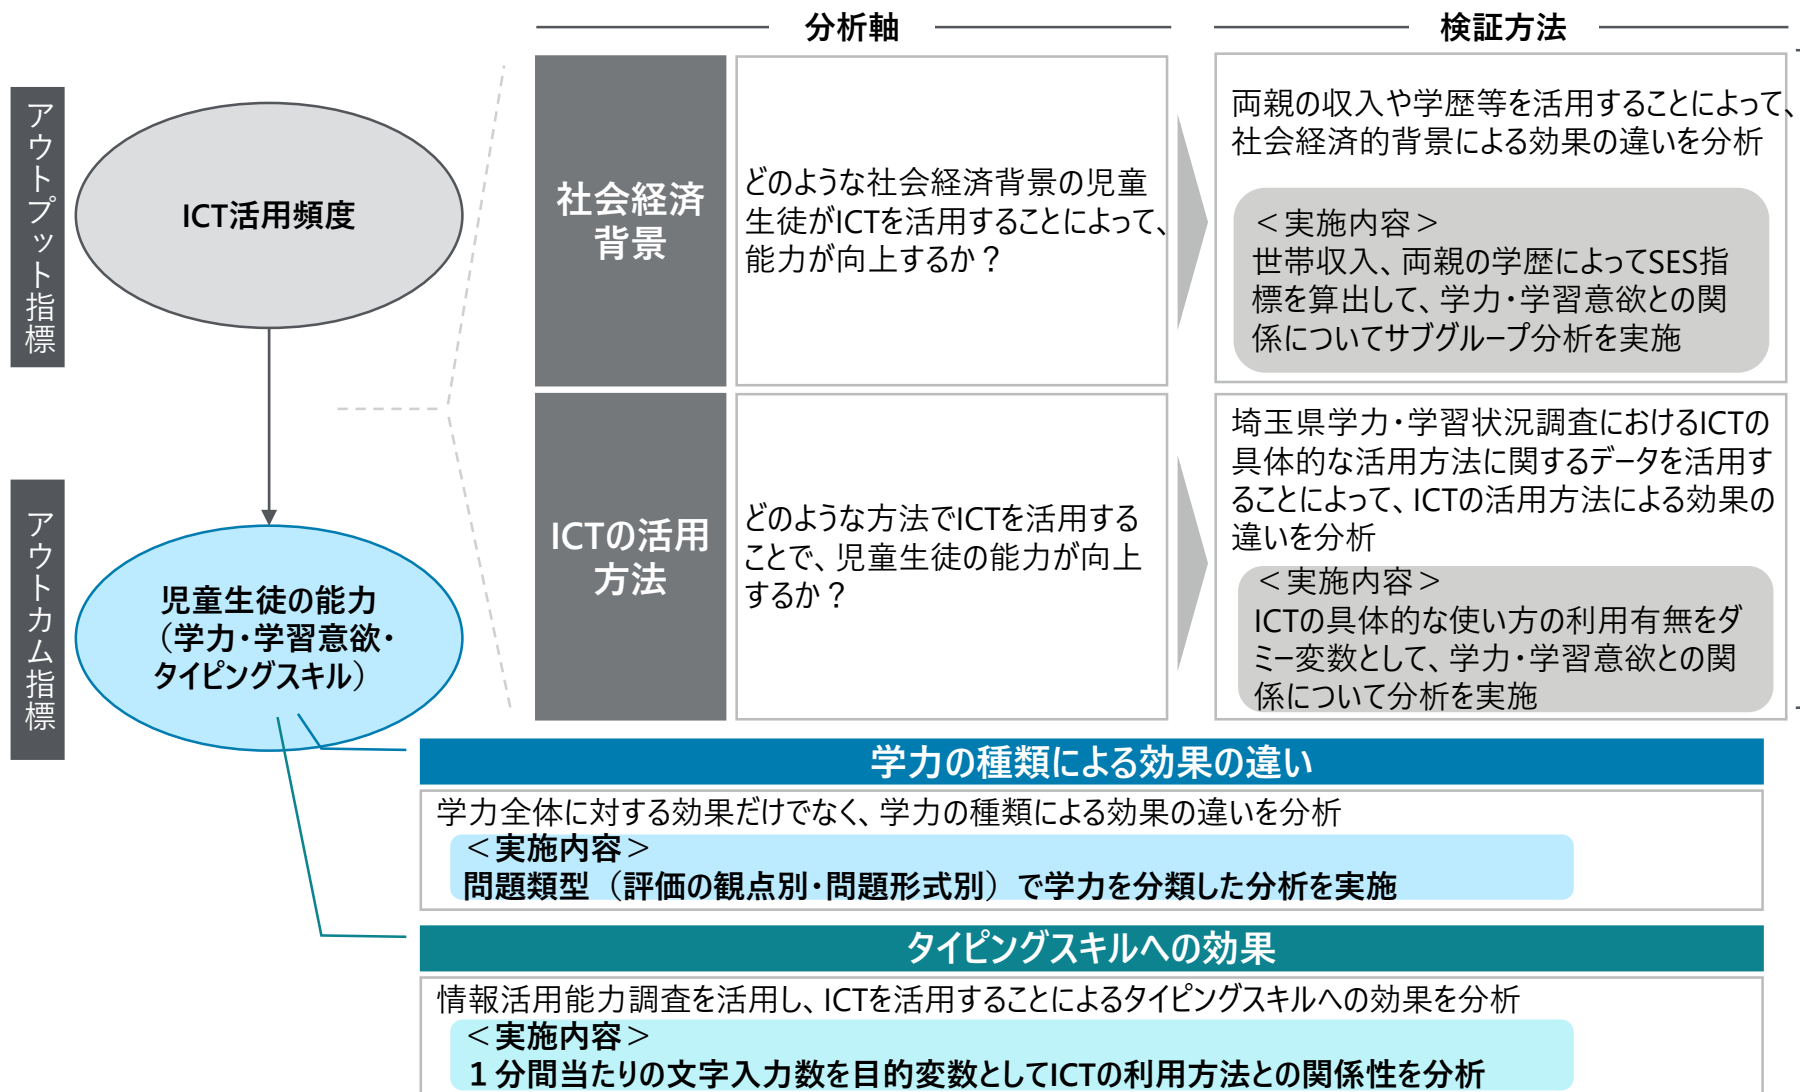 分析軸
検証方法
アウトプット指標
ICT活用頻度
社会経済
背景
どのような社会経済背景の児童
生徒がICTを活用することによって、
能力が向上するか？
両親の収入や学歴等を活用することによって、
社会経済的背景による効果の違いを分析
＜実施内容＞
世帯収入、両親の学歴によってSES指
標を算出して、学力・学習意欲との関
係についてサブグループ分析を実施
アウトカム指標
児童生徒の能力
（学力・学習意欲・
タイピングスキル）
ICTの活用
方法
どのような方法でICTを活用する
ことで、児童生徒の能力が向上
するか？
埼玉県学力・学習状況調査におけるICTの
具体的な活用方法に関するデータを活用す
ることによって、ICTの活用方法による効果の
違いを分析
＜実施内容＞
ICTの具体的な使い方の利用有無をダ
ミー変数として、学力・学習意欲との関
係について分析を実施
学力の種類による効果の違い
学力全体に対する効果だけでなく、学力の種類による効果の違いを分析
＜実施内容＞
問題類型（評価の観点別・問題形式別）で学力を分類した分析を実施
タイピングスキルへの効果
情報活用能力調査を活用し、ICTを活用することによるタイピングスキルへの効果を分析
＜実施内容＞
１分間当たりの文字入力数を目的変数としてICTの利用方法との関係性を分析